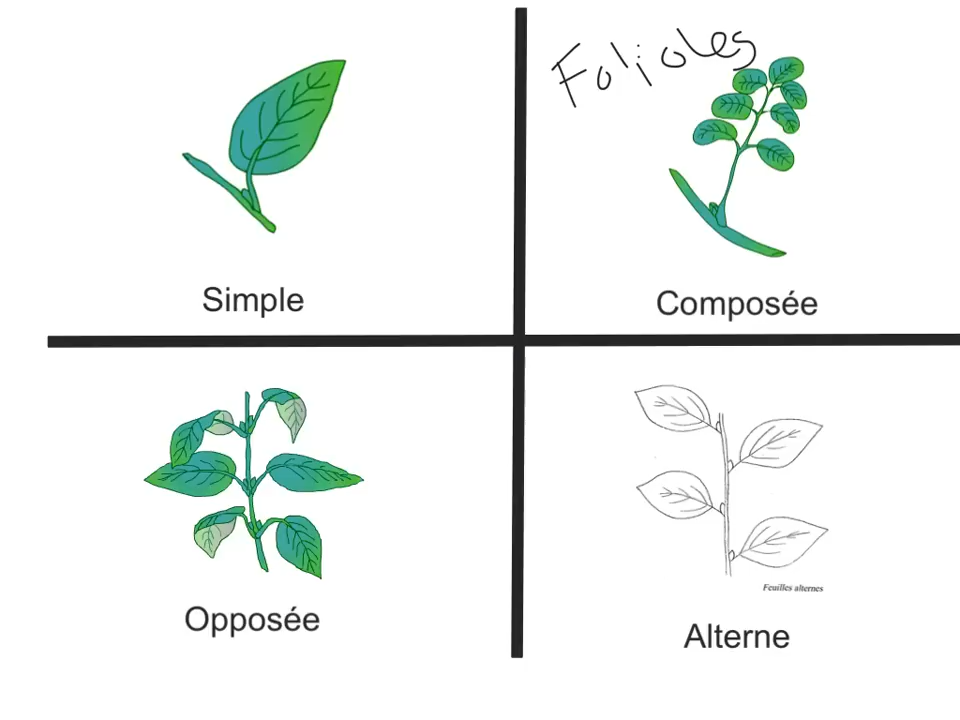 Folioles
Simple
Composée
Opposée
Feuilles alternes
Alterne